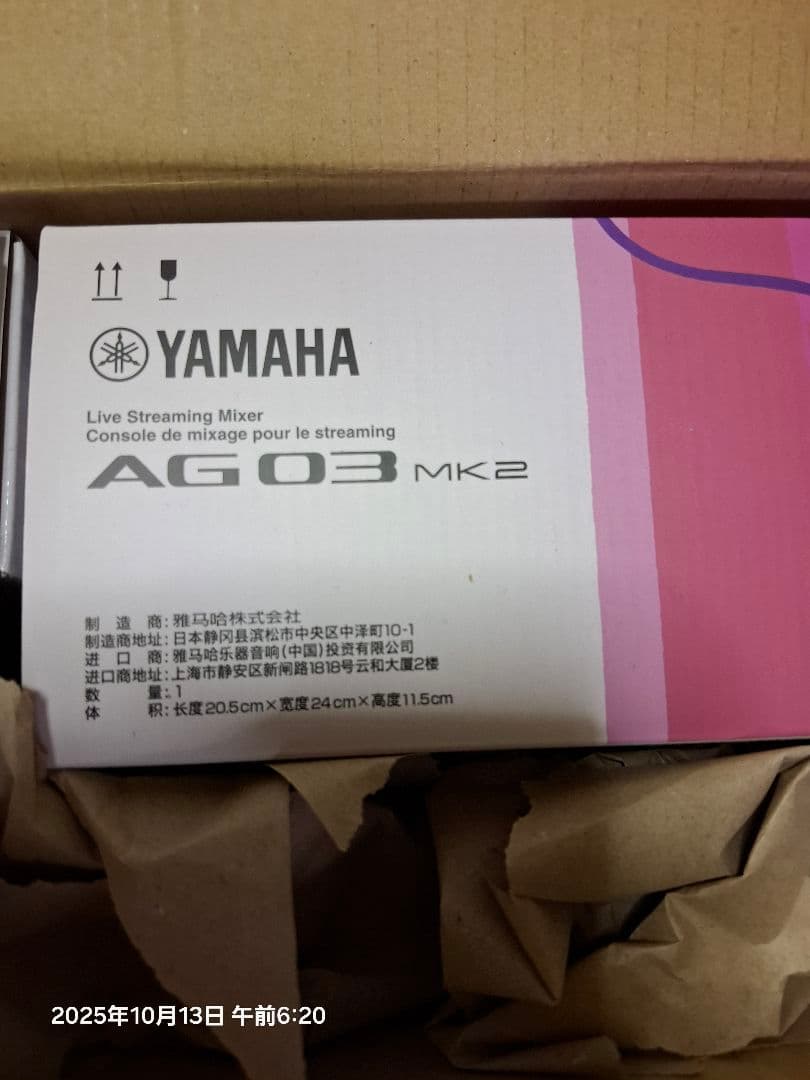 YAMAHA
Live Streaming Mixer
Console de mixage pour le streaming
AG03 MK2
制 造 商：雅马哈株式会社
制造商地址：日本静冈县滨松市中央区中泽町10-1
进 口 商：雅马哈乐器音响(中国)投资有限公司
进口商地址：上海市静安区新闸路1818号云和大厦2楼
数 量：1
体 积：长度20.5cm×宽度24cm×高度11.5cm
2025年10月13日 午前6:20